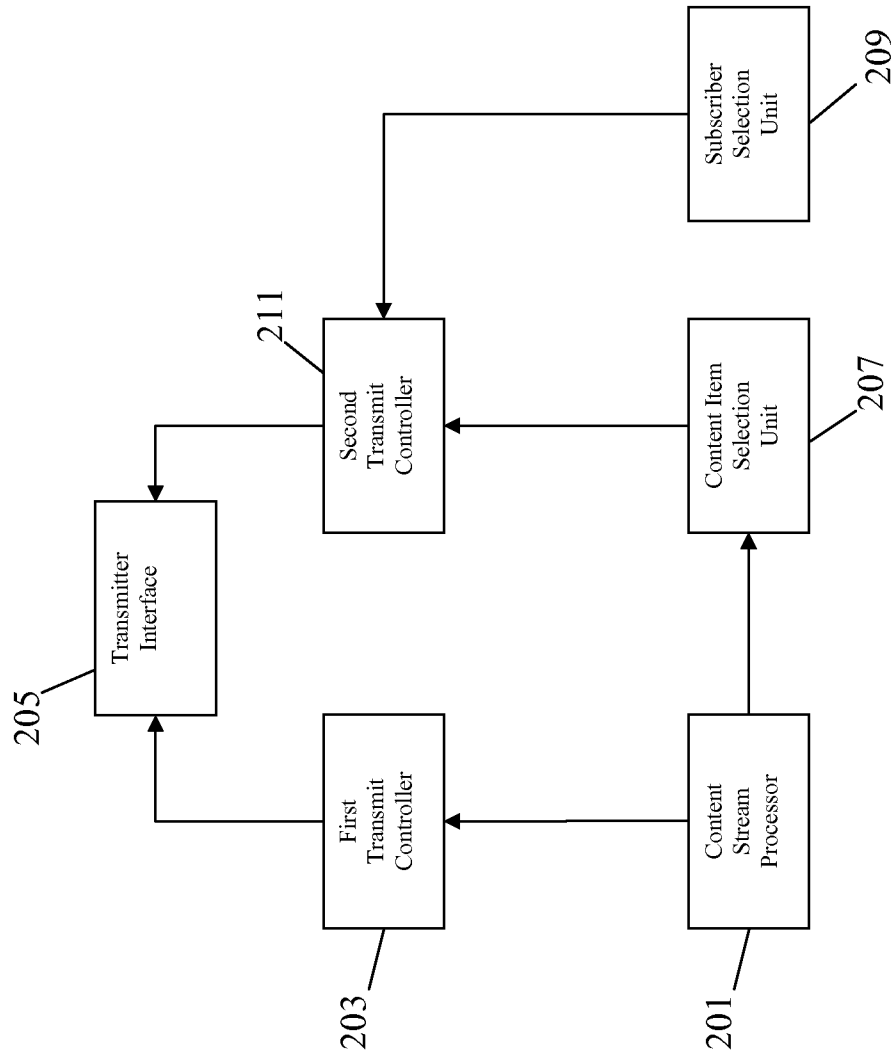 201
Content
Stream
Processor
203
First
Transmit
Controller
205
Transmitter
Interface
207
Content Item
Selection
Unit
211
Second
Transmit
Controller
209
Subscriber
Selection
Unit